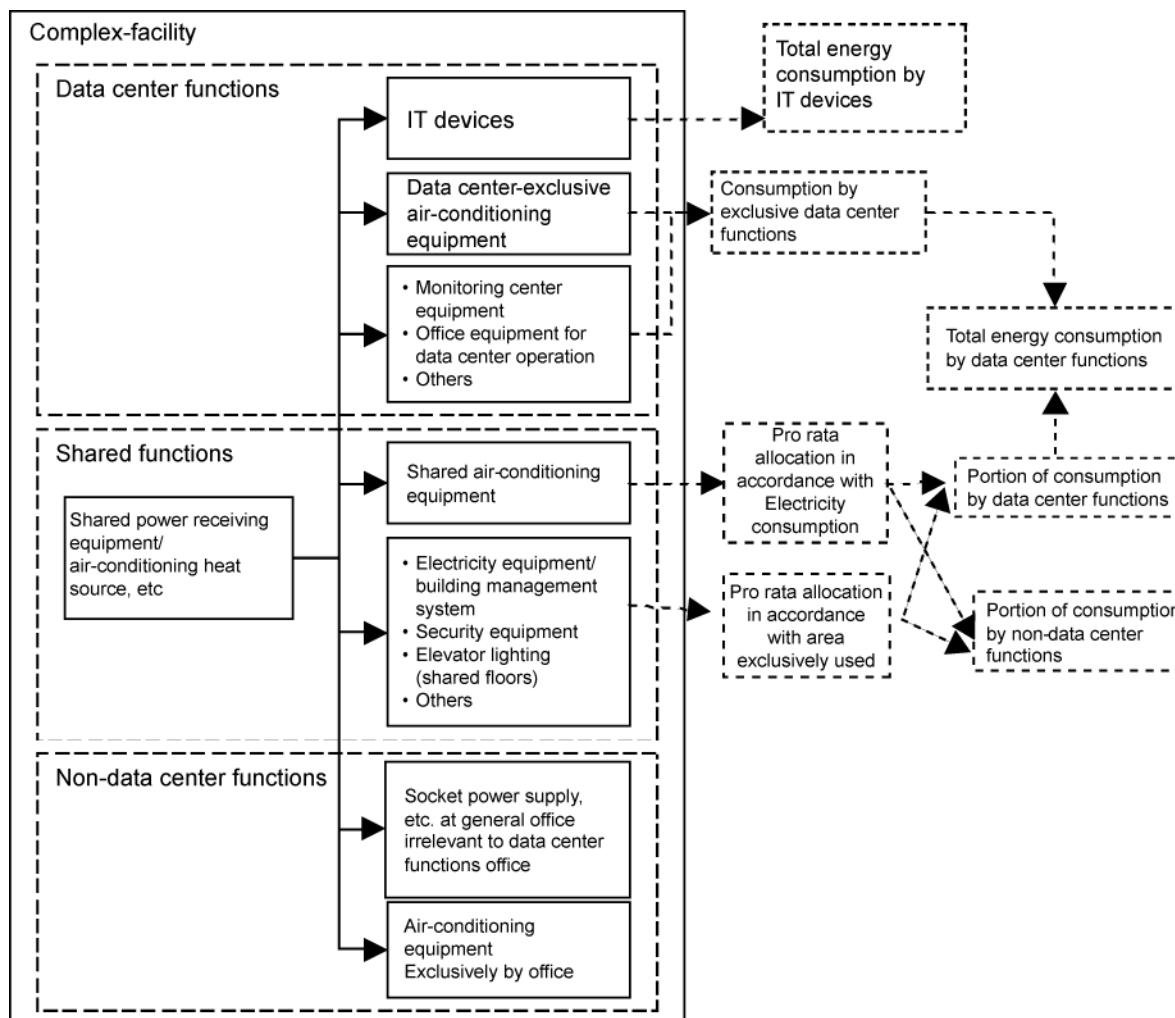 Complex-facility
Data center functions
IT devices
Total energy
consumption by
IT devices
Data center-exclusive
air-conditioning
equipment
Consumption by
exclusive data center
functions
• Monitoring center
equipment
• Office equipment for
data center operation
• Others
Total energy consumption
by data center functions
Shared functions
Shared power receiving
equipment/
air-conditioning heat
source, etc
Shared air-conditioning
equipment
Pro rata
allocation in
accordance with
Electricity
consumption
Portion of consumption
by data center functions
• Electricity equipment/
building management
system
• Security equipment
• Elevator lighting
(shared floors)
• Others
Pro rata allocation
in accordance
with area
exclusively used
Portion of consumption
by non-data center
functions
Non-data center functions
Socket power supply,
etc. at general office
irrelevant to data center
functions office
Air-conditioning
equipment
Exclusively by office